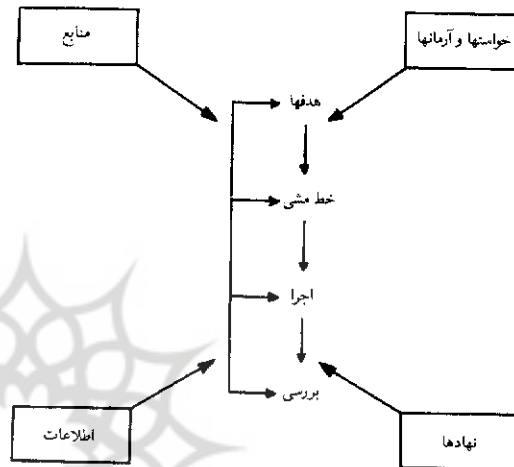 خواستها و آرمانها
منابع
هدفها
خط مشی
اجرا
بررسی
نهادها
اطلاعات